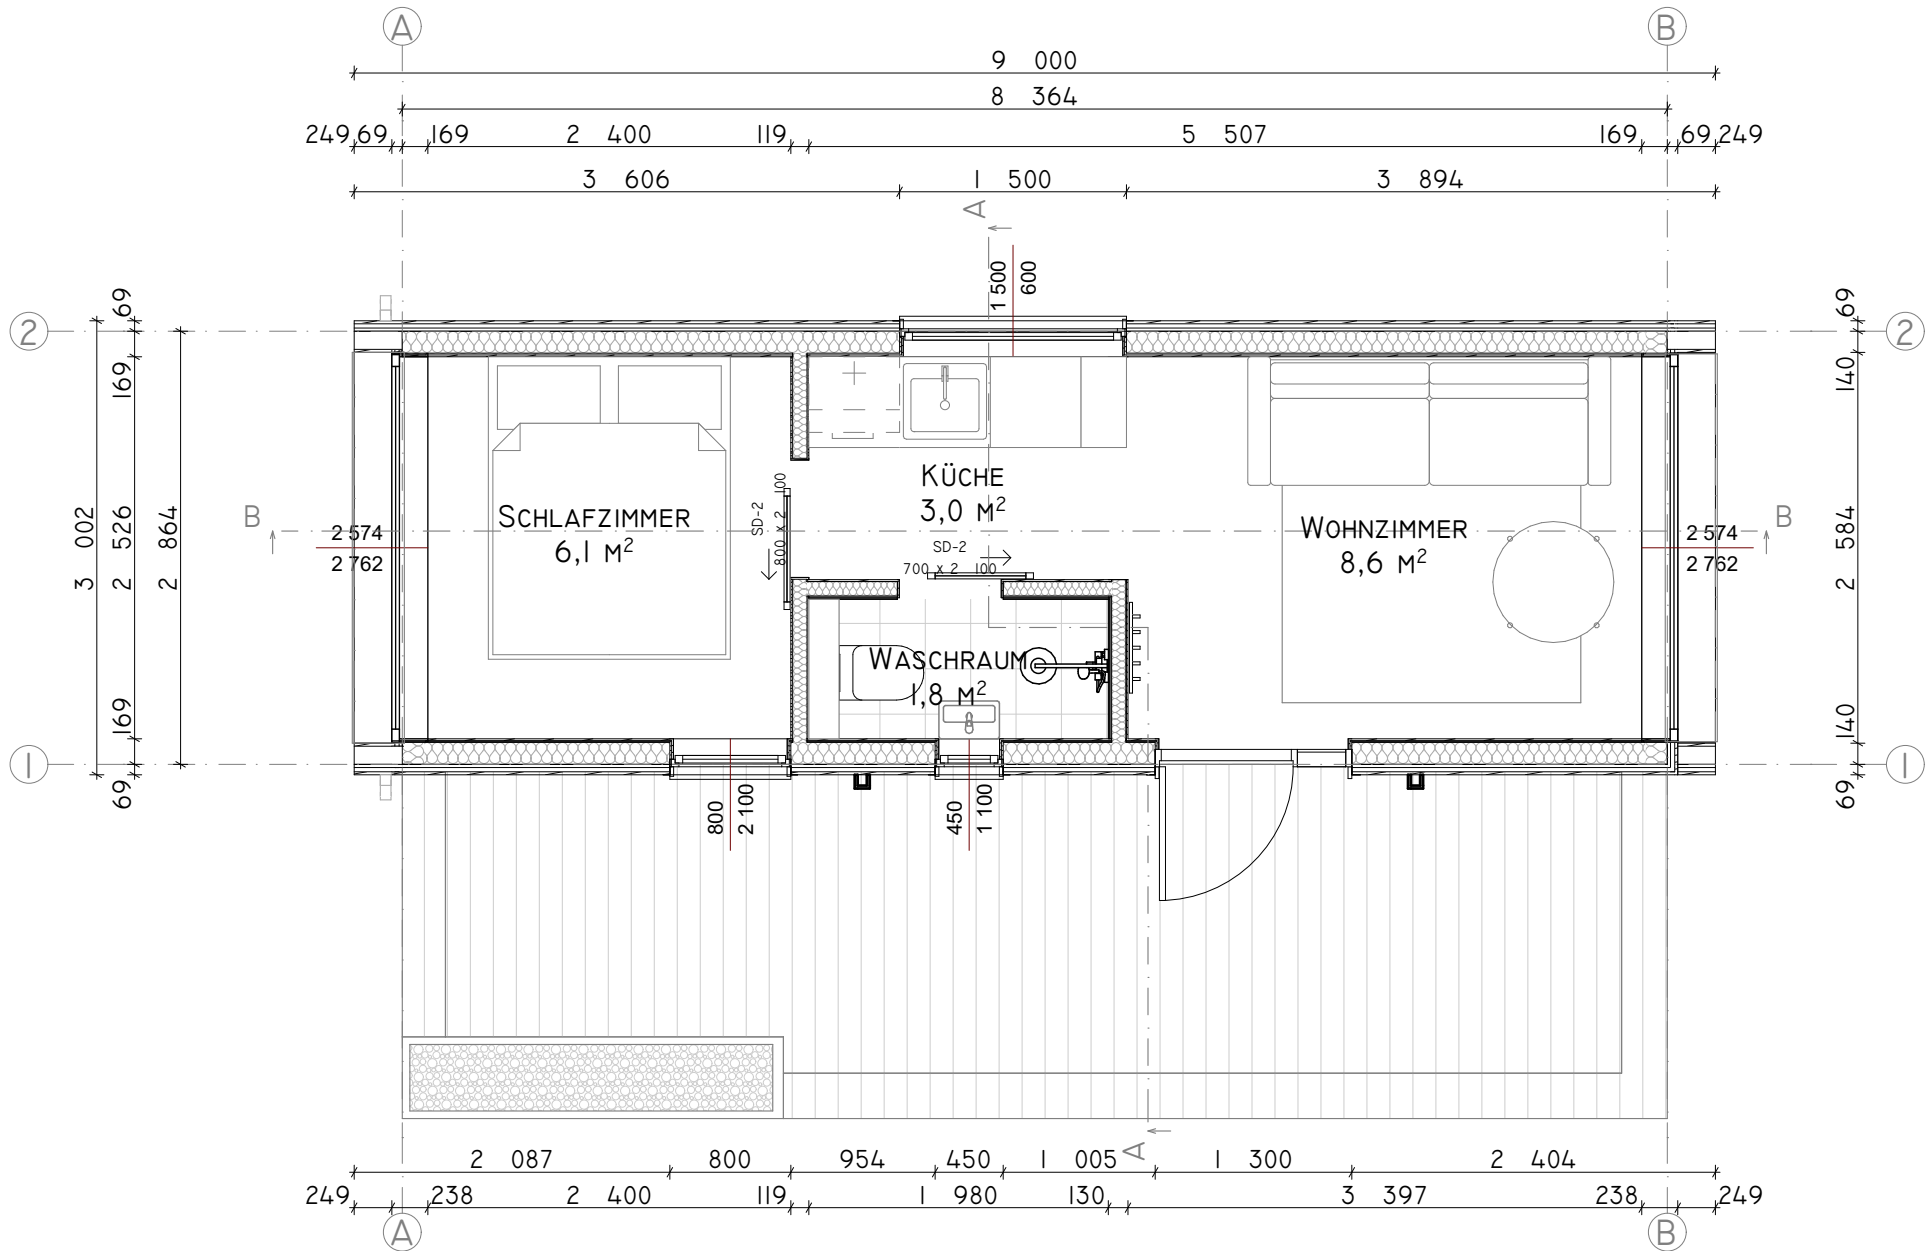 A B
9 000
8 364
249 69 169 2 400 119 5 507 169 69 249
3 606 1 500 3 894
A
1 500
600
2 2
69 69
169 140
3 002
2 526
2 864
2 584
169 140
69 69
1 1
B B
2 574
2 762
2 574
2 762
Schlafzimmer
6,1 m²
Küche
3,0 m²
Wohnzimmer
8,6 m²
SD-2
800 x 2 100
SD-2
700 x 2 100
Waschraum
1,8 m²
800
2 100
450
1 100
A
2 087 800 954 450 1 005 1 300 2 404
249 238 2 400 119 1 980 130 3 397 238 249
A B